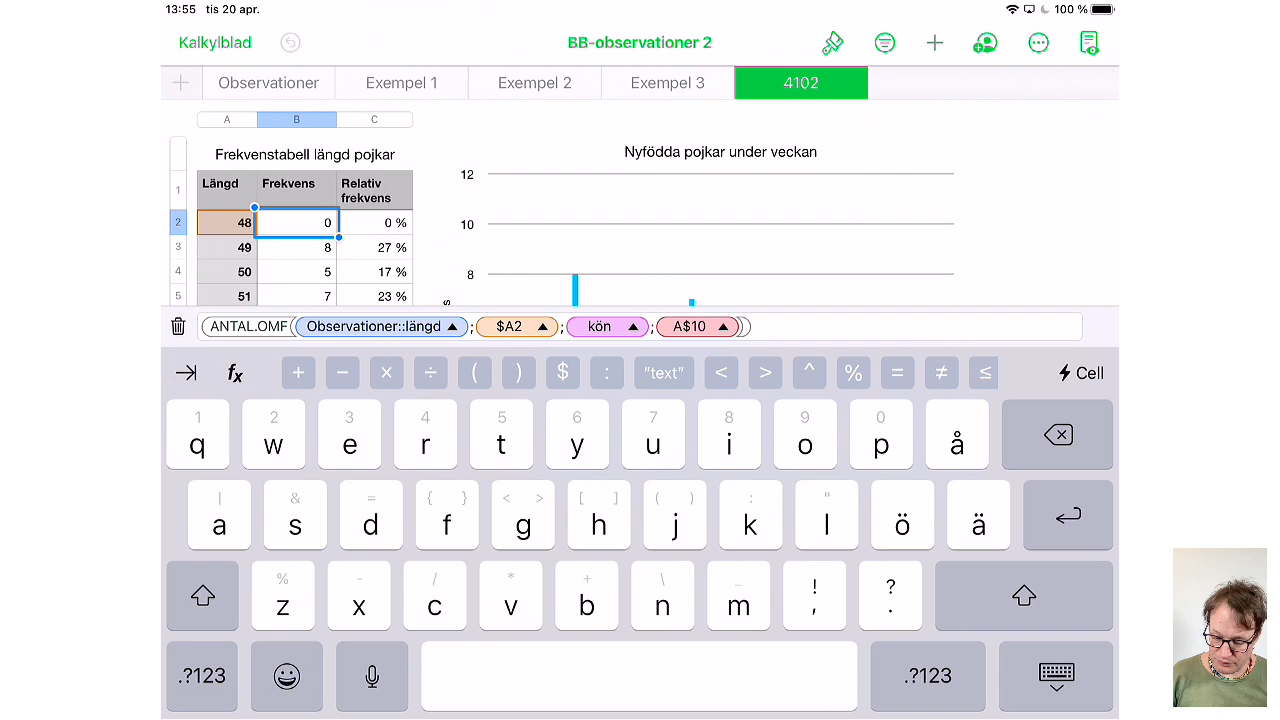 13:55 tis 20 apr. 100 %
Kalkylblad BB-observationer 2
Observationer Exempel 1 Exempel 2 Exempel 3 4102
A B C
Frekvenstabell längd pojkar
Nyfödda pojkar under veckan
1 Längd Frekvens Relativ frekvens
2 48 0 0 %
3 49 8 27 %
4 50 5 17 %
5 51 7 23 %
12
10
8
s
ANTAL.OMF( Observationer::längd ; $A2 ; kön ; A$10 )
fx + − × ÷ ( ) $ : "text" < > ^ % = ≠ ≤ Cell
1 2 3 4 5 6 7 8 9 0
q w e r t y u i o p å
| & = { } < > [ ] ( ) : "
a s d f g h j k l ö ä
% - / * + \ _ ! ?
z x c v b n m , .
.?123 .?123